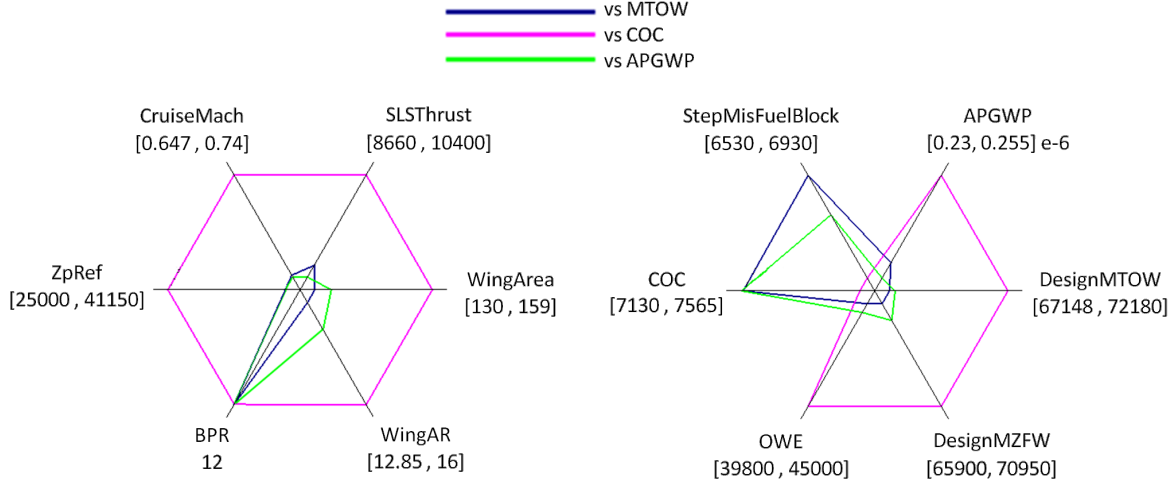 vs MTOW
vs COC
vs APGWP
CruiseMach
[0.647 , 0.74]
SLSThrust
[8660 , 10400]
ZpRef
[25000 , 41150]
WingArea
[130 , 159]
BPR
12
WingAR
[12.85 , 16]
StepMisFuelBlock
[6530 , 6930]
APGWP
[0.23, 0.255] e-6
COC
[7130 , 7565]
DesignMTOW
[67148 , 72180]
OWE
[39800 , 45000]
DesignMZFW
[65900, 70950]